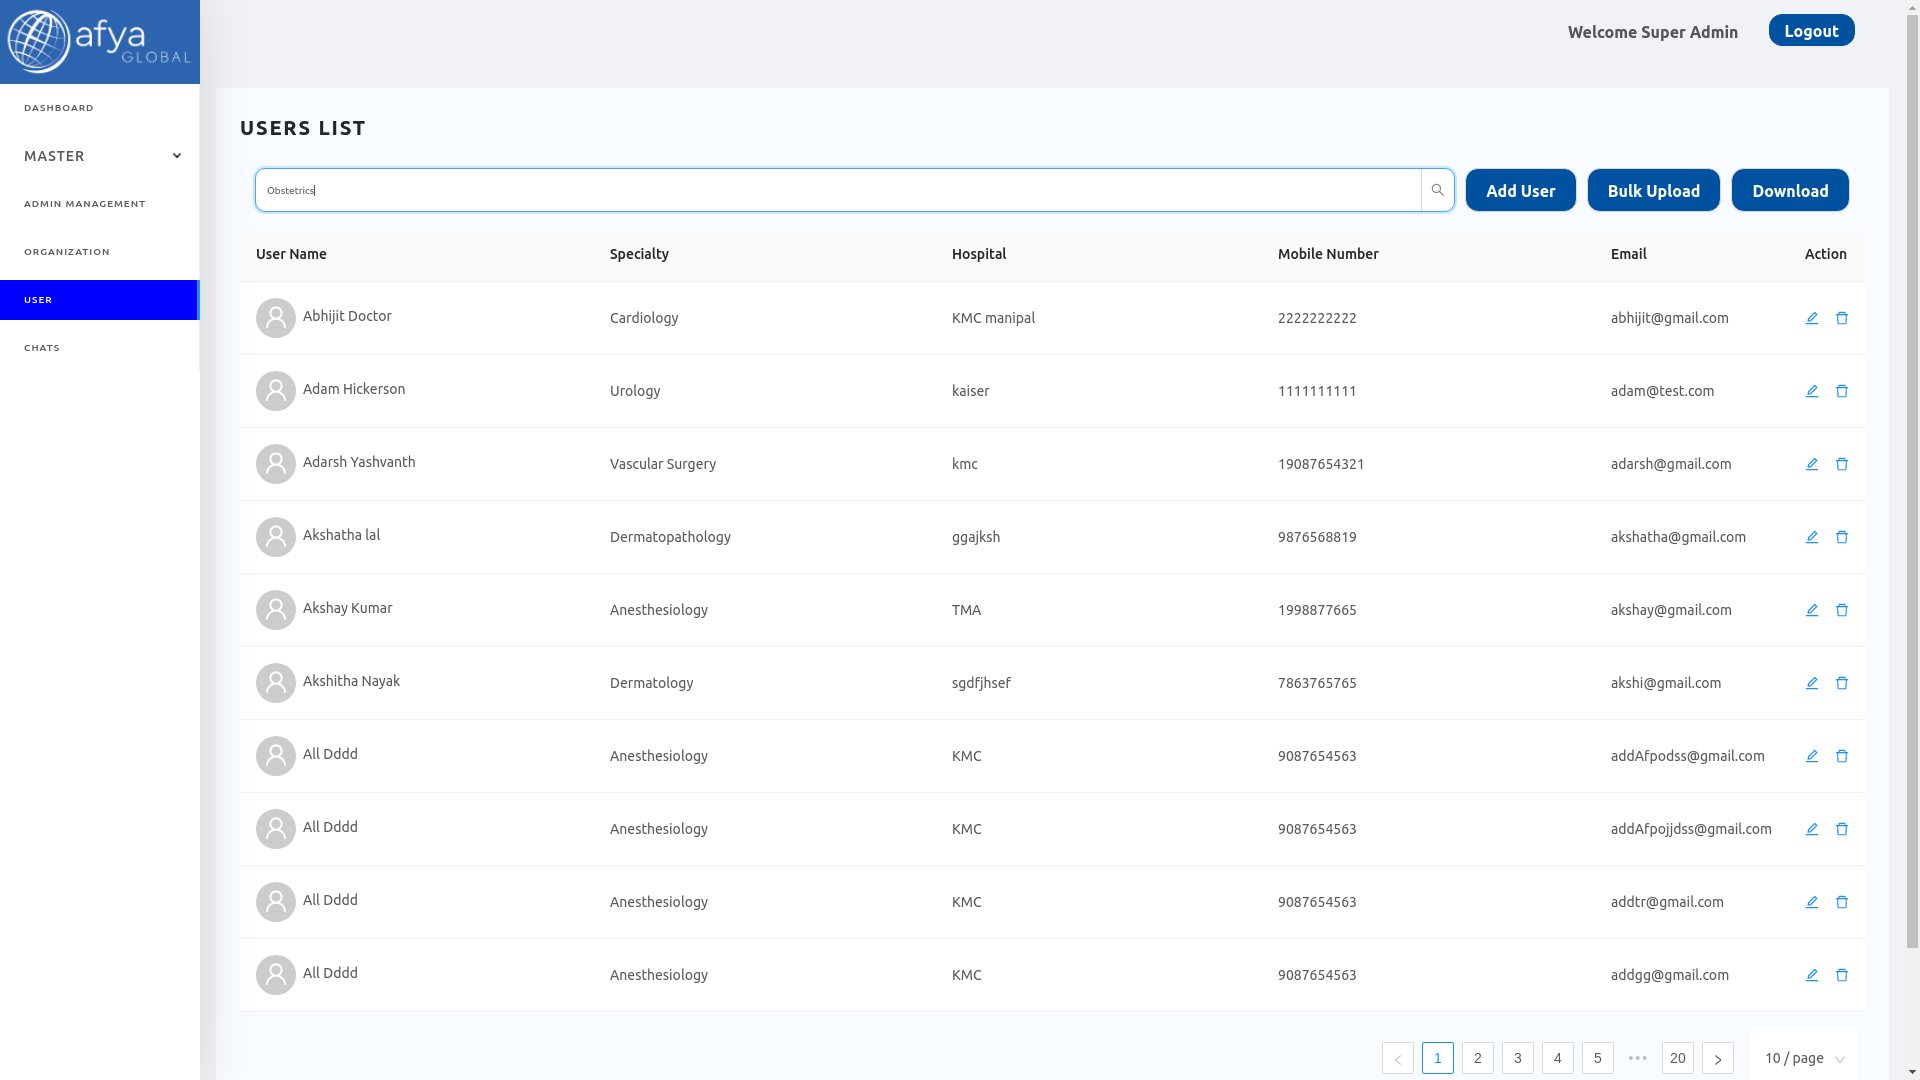 afya
GLOBAL
Welcome Super Admin
Logout
DASHBOARD
MASTER
ADMIN MANAGEMENT
ORGANIZATION
USER
CHATS
USERS LIST
Obstetrics
Add User
Bulk Upload
Download
User Name Specialty Hospital Mobile Number Email Action
Abhijit Doctor Cardiology KMC manipal 2222222222 abhijit@gmail.com
Adam Hickerson Urology kaiser 1111111111 adam@test.com
Adarsh Yashvanth Vascular Surgery kmc 19087654321 adarsh@gmail.com
Akshatha lal Dermatopathology ggajksh 9876568819 akshatha@gmail.com
Akshay Kumar Anesthesiology TMA 1998877665 akshay@gmail.com
Akshitha Nayak Dermatology sgdfjhsef 7863765765 akshi@gmail.com
All Dddd Anesthesiology KMC 9087654563 addAfpodss@gmail.com
All Dddd Anesthesiology KMC 9087654563 addAfpojjdss@gmail.com
All Dddd Anesthesiology KMC 9087654563 addtr@gmail.com
All Dddd Anesthesiology KMC 9087654563 addgg@gmail.com
< 1 2 3 4 5 ••• 20 > 10 / page